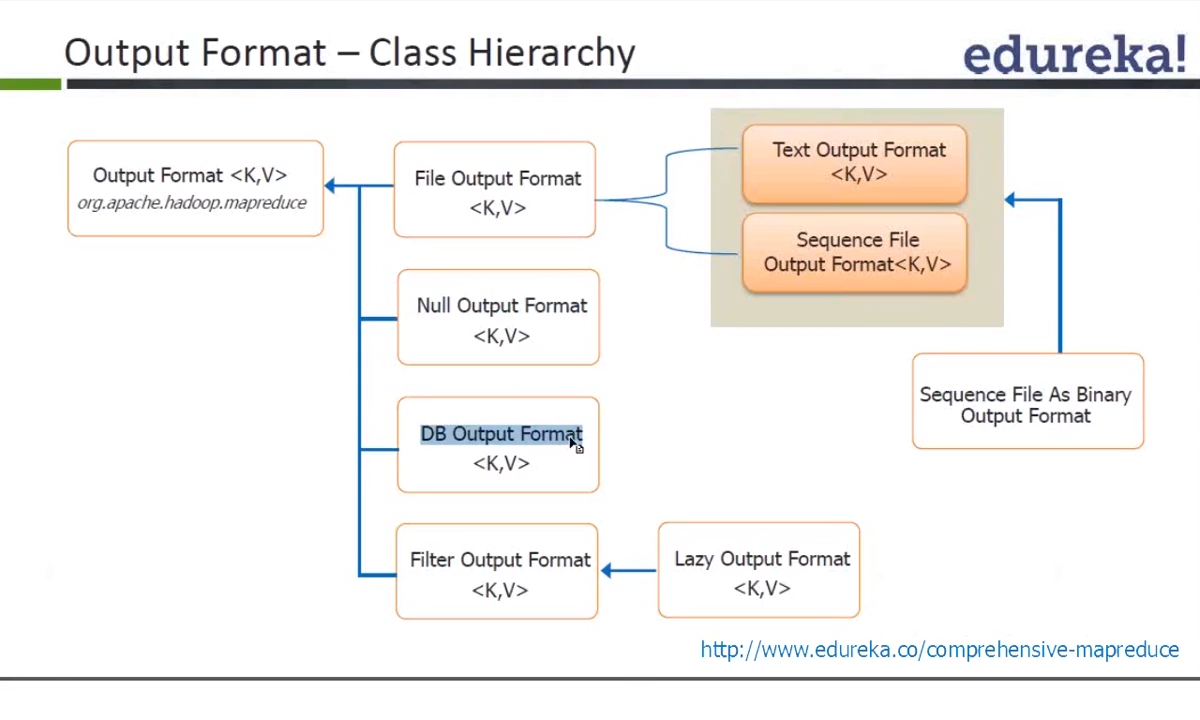 Output Format – Class Hierarchy
edureka!
Output Format <K,V>
org.apache.hadoop.mapreduce
File Output Format
<K,V>
Text Output Format
<K,V>
Sequence File
Output Format<K,V>
Null Output Format
<K,V>
Sequence File As Binary
Output Format
DB Output Format
<K,V>
Filter Output Format
<K,V>
Lazy Output Format
<K,V>
http://www.edureka.co/comprehensive-mapreduce